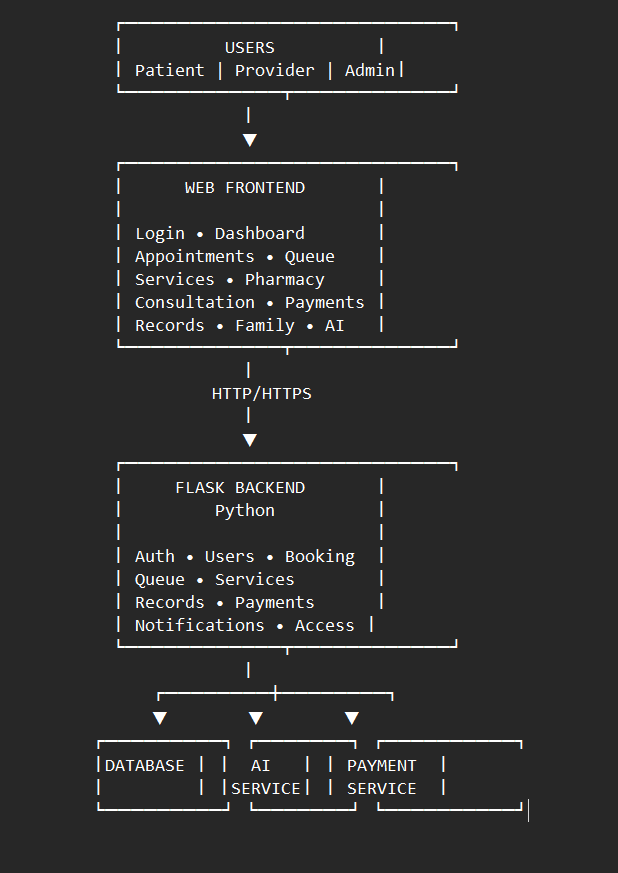 USERS
Patient | Provider | Admin
WEB FRONTEND
Login • Dashboard
Appointments • Queue
Services • Pharmacy
Consultation • Payments
Records • Family • AI
HTTP/HTTPS
FLASK BACKEND
Python
Auth • Users • Booking
Queue • Services
Records • Payments
Notifications • Access
DATABASE
AI
SERVICE
PAYMENT
SERVICE